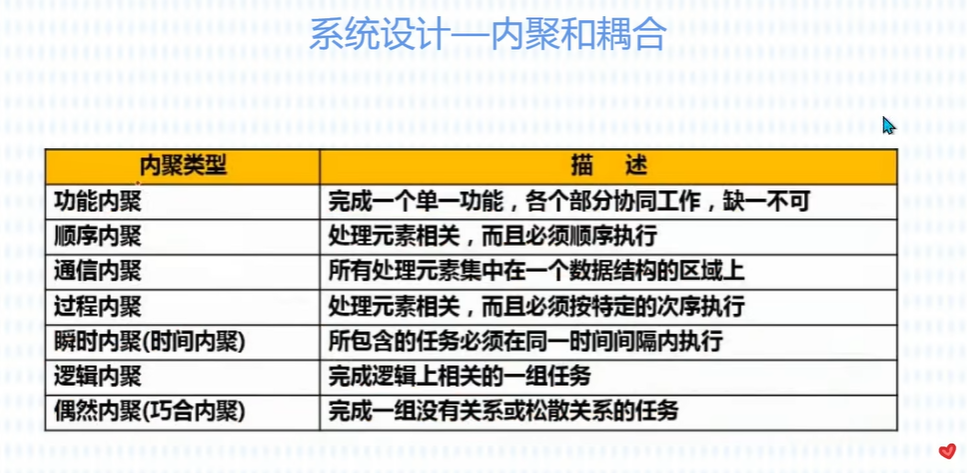 系统设计—内聚和耦合
内聚类型 描 述
功能内聚 完成一个单一功能，各个部分协同工作，缺一不可
顺序内聚 处理元素相关，而且必须顺序执行
通信内聚 所有处理元素集中在一个数据结构的区域上
过程内聚 处理元素相关，而且必须按特定的次序执行
瞬时内聚(时间内聚) 所包含的任务必须在同一时间间隔内执行
逻辑内聚 完成逻辑上相关的一组任务
偶然内聚(巧合内聚) 完成一组没有关系或松散关系的任务